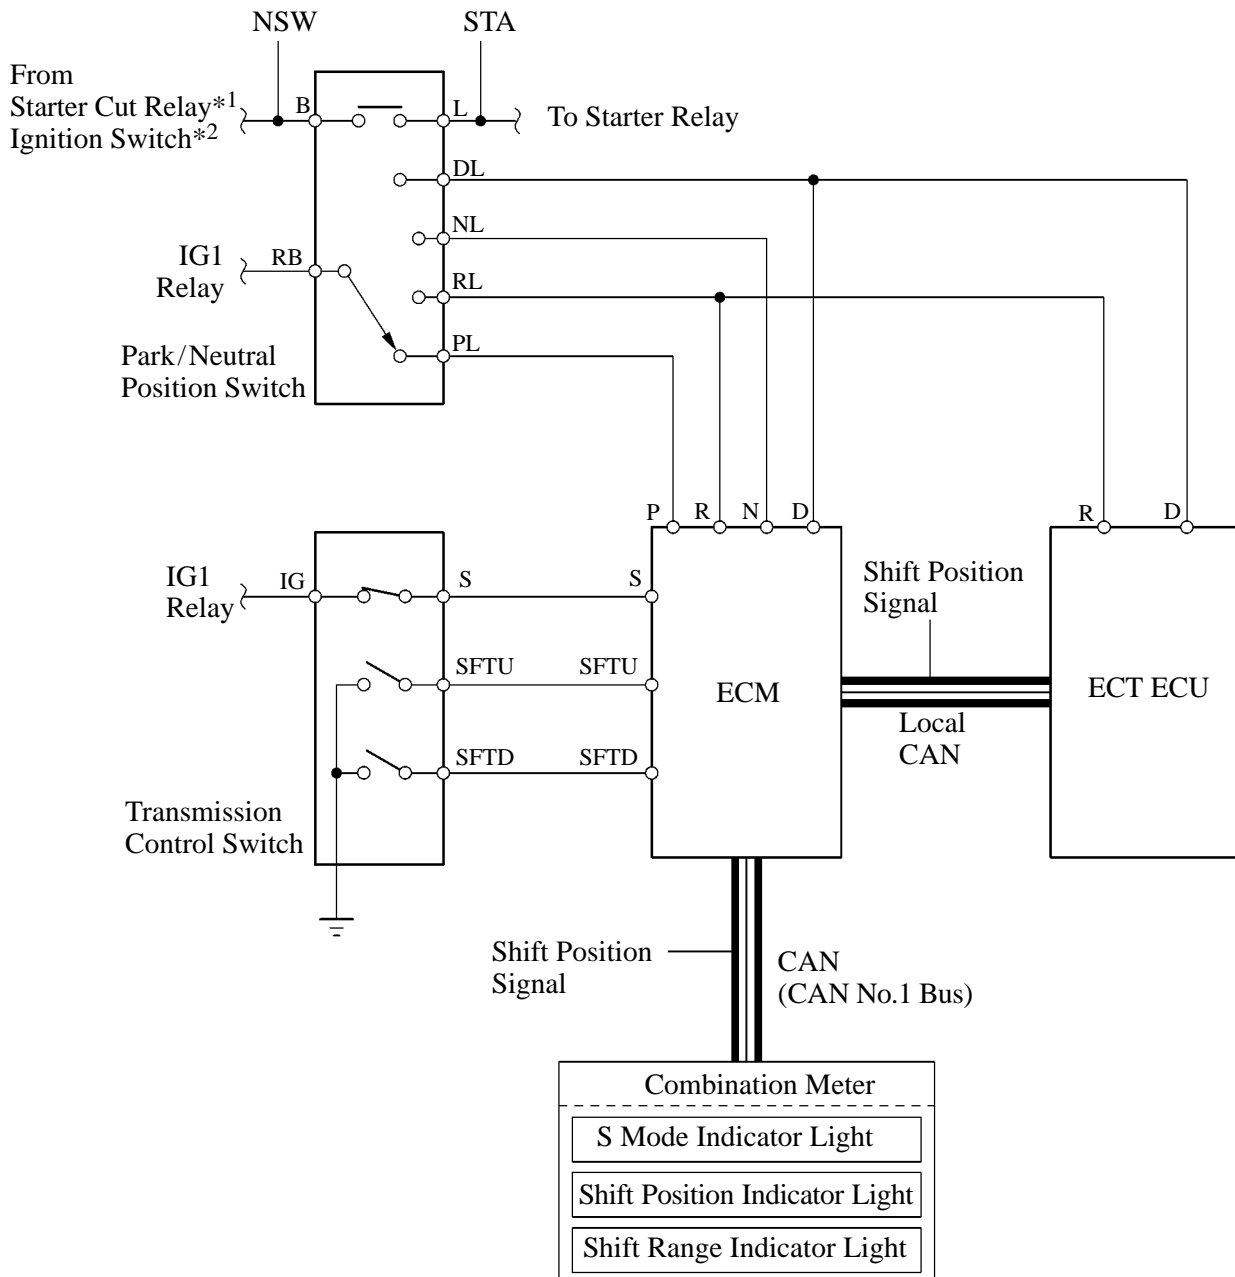 NSW
STA
From
Starter Cut Relay*1
Ignition Switch*2
B
L
To Starter Relay
DL
NL
IG1
Relay
RB
RL
PL
Park/Neutral
Position Switch
P
R
N
D
R
D
IG1
Relay
IG
S
S
Shift Position
Signal
SFTU
SFTU
ECM
ECT ECU
Local
CAN
SFTD
SFTD
Transmission
Control Switch
Shift Position
Signal
CAN
(CAN No.1 Bus)
Combination Meter
S Mode Indicator Light
Shift Position Indicator Light
Shift Range Indicator Light